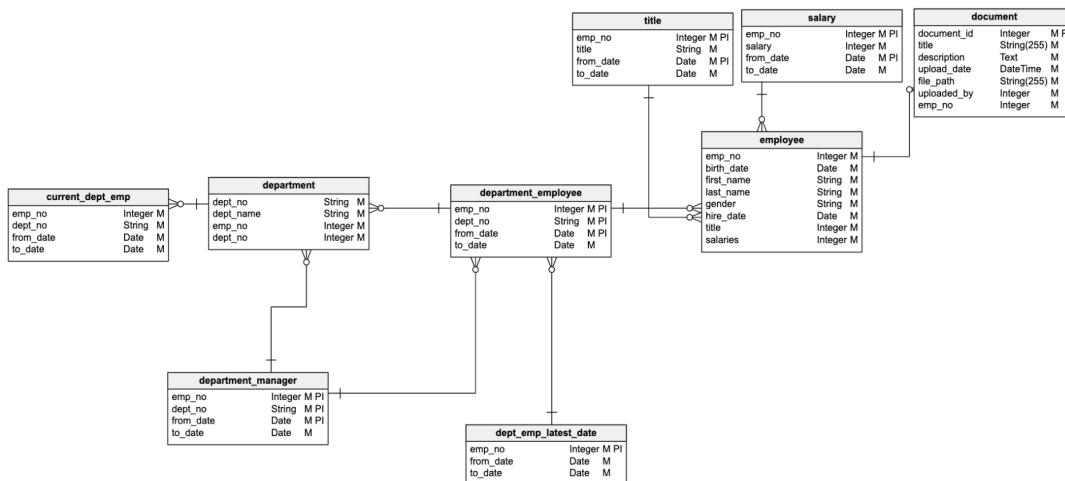 title
emp_no Integer M PI
title String M
from_date Date M PI
to_date Date M
salary
emp_no Integer M PI
salary Integer M
from_date Date M PI
to_date Date M
document
document_id Integer M P
title String(255) M
description Text M
upload_date DateTime M
file_path String(255) M
uploaded_by Integer M
emp_no Integer M
employee
emp_no Integer M
birth_date Date M
first_name String M
last_name String M
gender String M
hire_date Date M
title Integer M
salaries Integer M
current_dept_emp
emp_no Integer M
dept_no String M
from_date Date M
to_date Date M
department
dept_no String M
dept_name String M
emp_no Integer M
dept_no Integer M
department_employee
emp_no Integer M PI
dept_no String M PI
from_date Date M PI
to_date Date M
department_manager
emp_no Integer M PI
dept_no String M PI
from_date Date M PI
to_date Date M
dept_emp_latest_date
emp_no Integer M PI
from_date Date M
to_date Date M